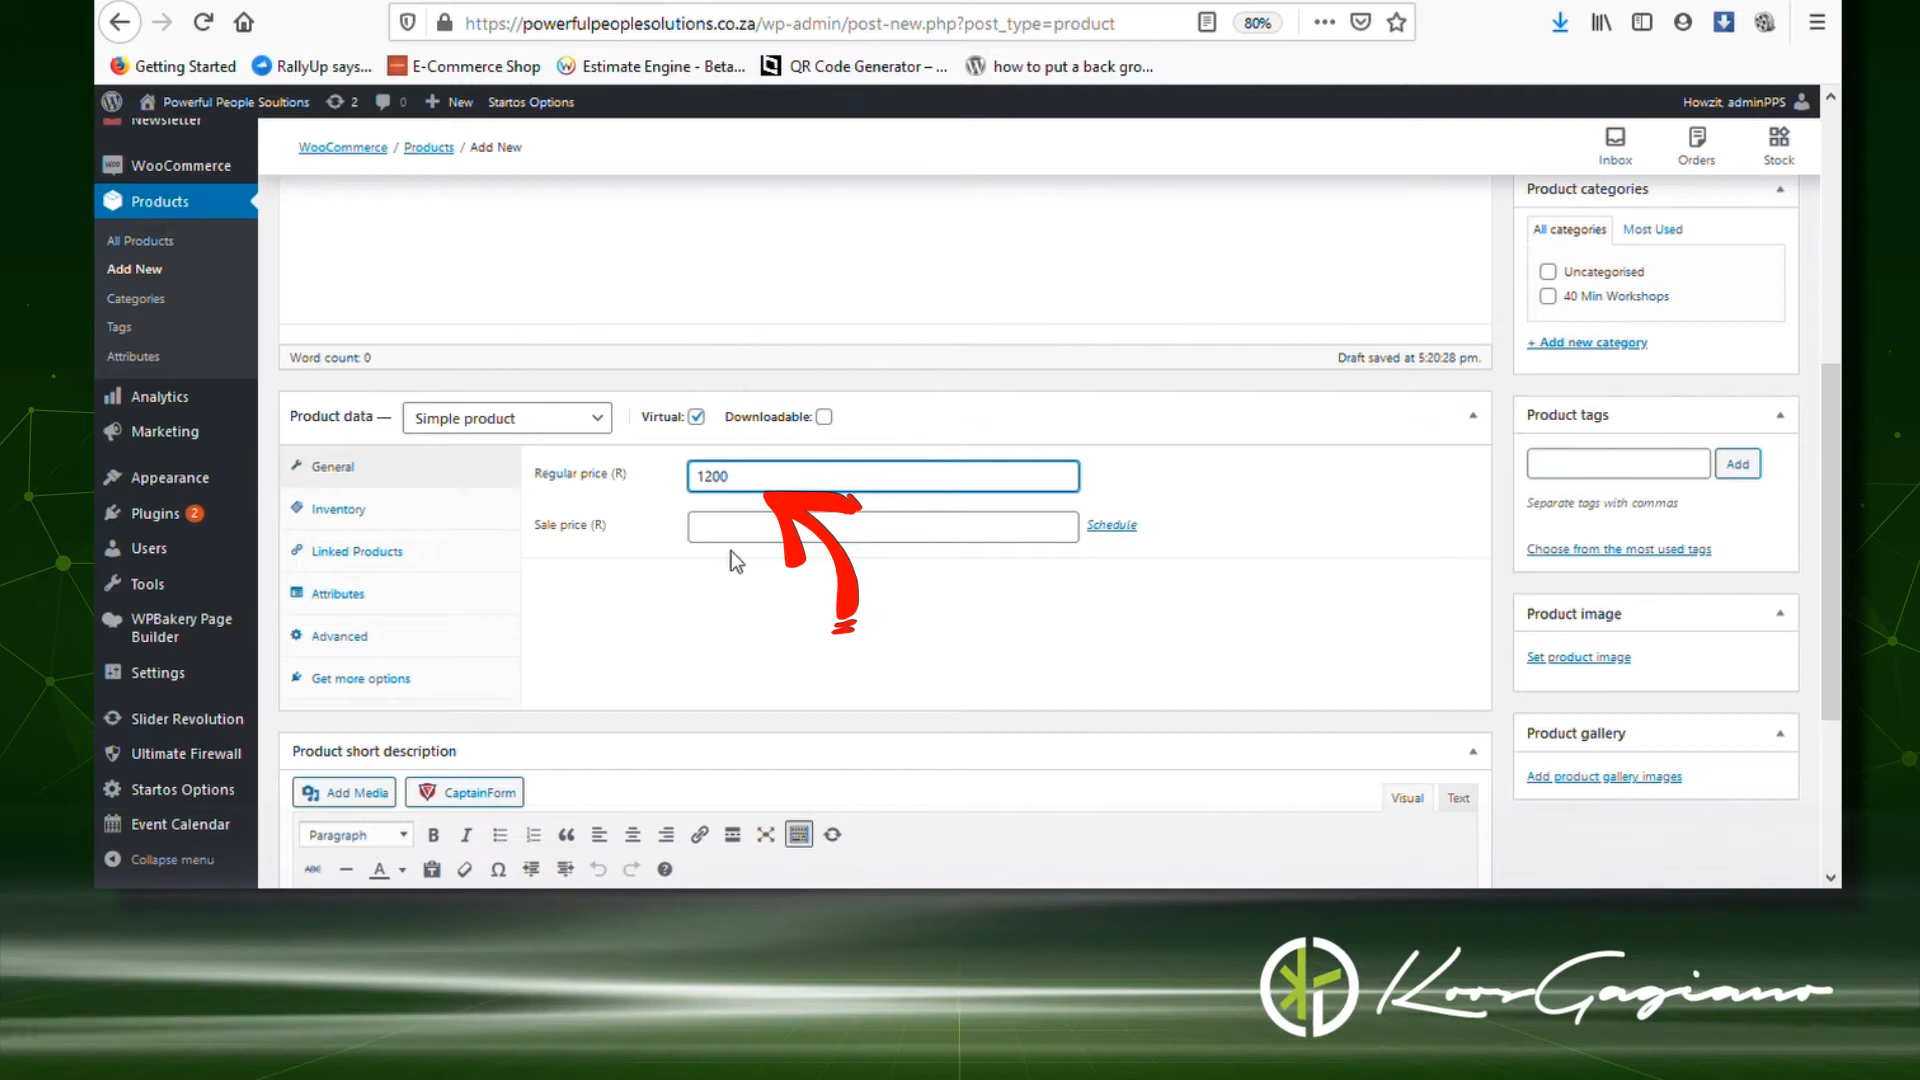 https://powerfulpeoplesolutions.co.za/wp-admin/post-new.php?post_type=product
80%
Getting Started
RallyUp says...
E-Commerce Shop
Estimate Engine - Beta...
QR Code Generator – ...
how to put a back gro...
Powerful People Soultions
2
0
New
Startos Options
Howzit, adminPPS
Newsletter
WooCommerce
Products
All Products
Add New
Categories
Tags
Attributes
Analytics
Marketing
Appearance
Plugins 2
Users
Tools
WPBakery Page
Builder
Settings
Slider Revolution
Ultimate Firewall
Startos Options
Event Calendar
Collapse menu
WooCommerce / Products / Add New
Inbox
Orders
Stock
Word count: 0
Draft saved at 5:20:28 pm.
Product data —
Simple product
Virtual:
Downloadable:
General
Inventory
Linked Products
Attributes
Advanced
Get more options
Regular price (R)
1200
Sale price (R)
Schedule
Product short description
Add Media
CaptainForm
Visual
Text
Paragraph
B
I
ABC
A
Ω
Product categories
All categories
Most Used
Uncategorised
40 Min Workshops
+ Add new category
Product tags
Add
Separate tags with commas
Choose from the most used tags
Product image
Set product image
Product gallery
Add product gallery images
Koos Gagiano